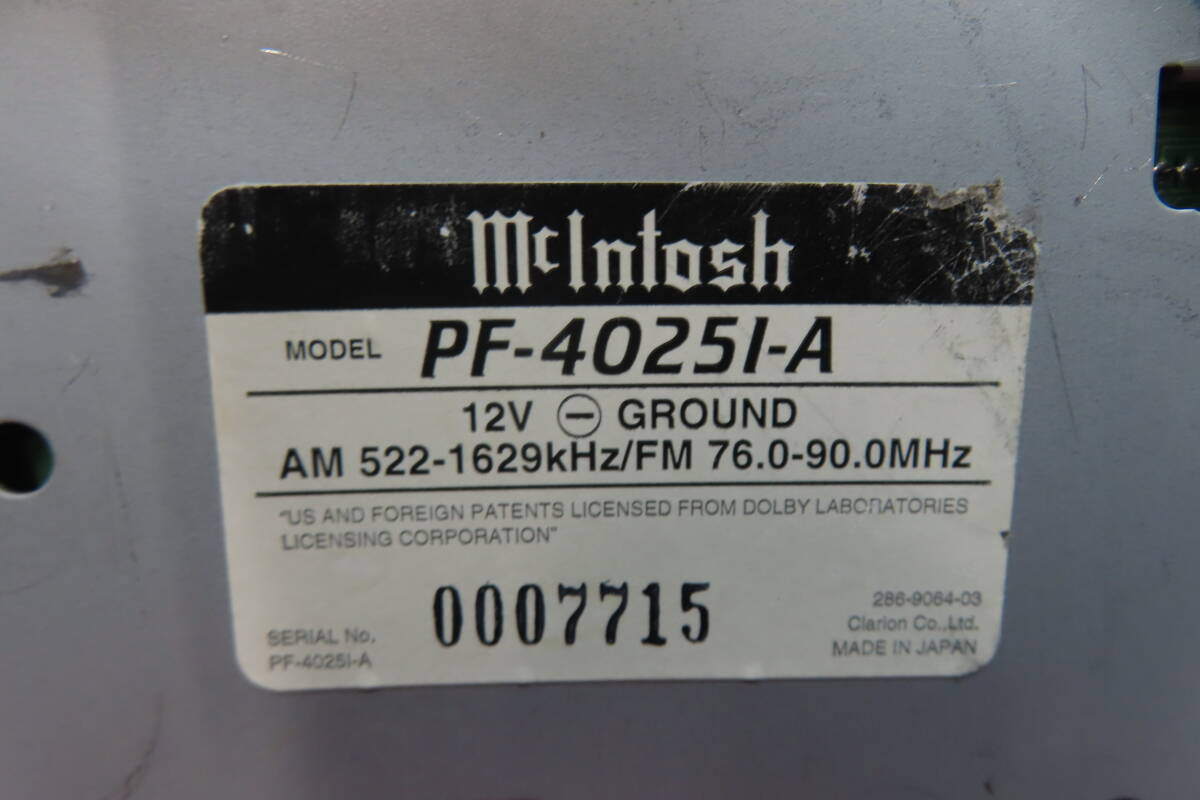 McIntosh
MODEL PF-4025I-A
12V ⊖ GROUND
AM 522-1629kHz/FM 76.0-90.0MHz
"US AND FOREIGN PATENTS LICENSED FROM DOLBY LABORATORIES
LICENSING CORPORATION"
SERIAL No. 0007715
PF-4025I-A
286-9064-03
Clarion Co.,Ltd.
MADE IN JAPAN